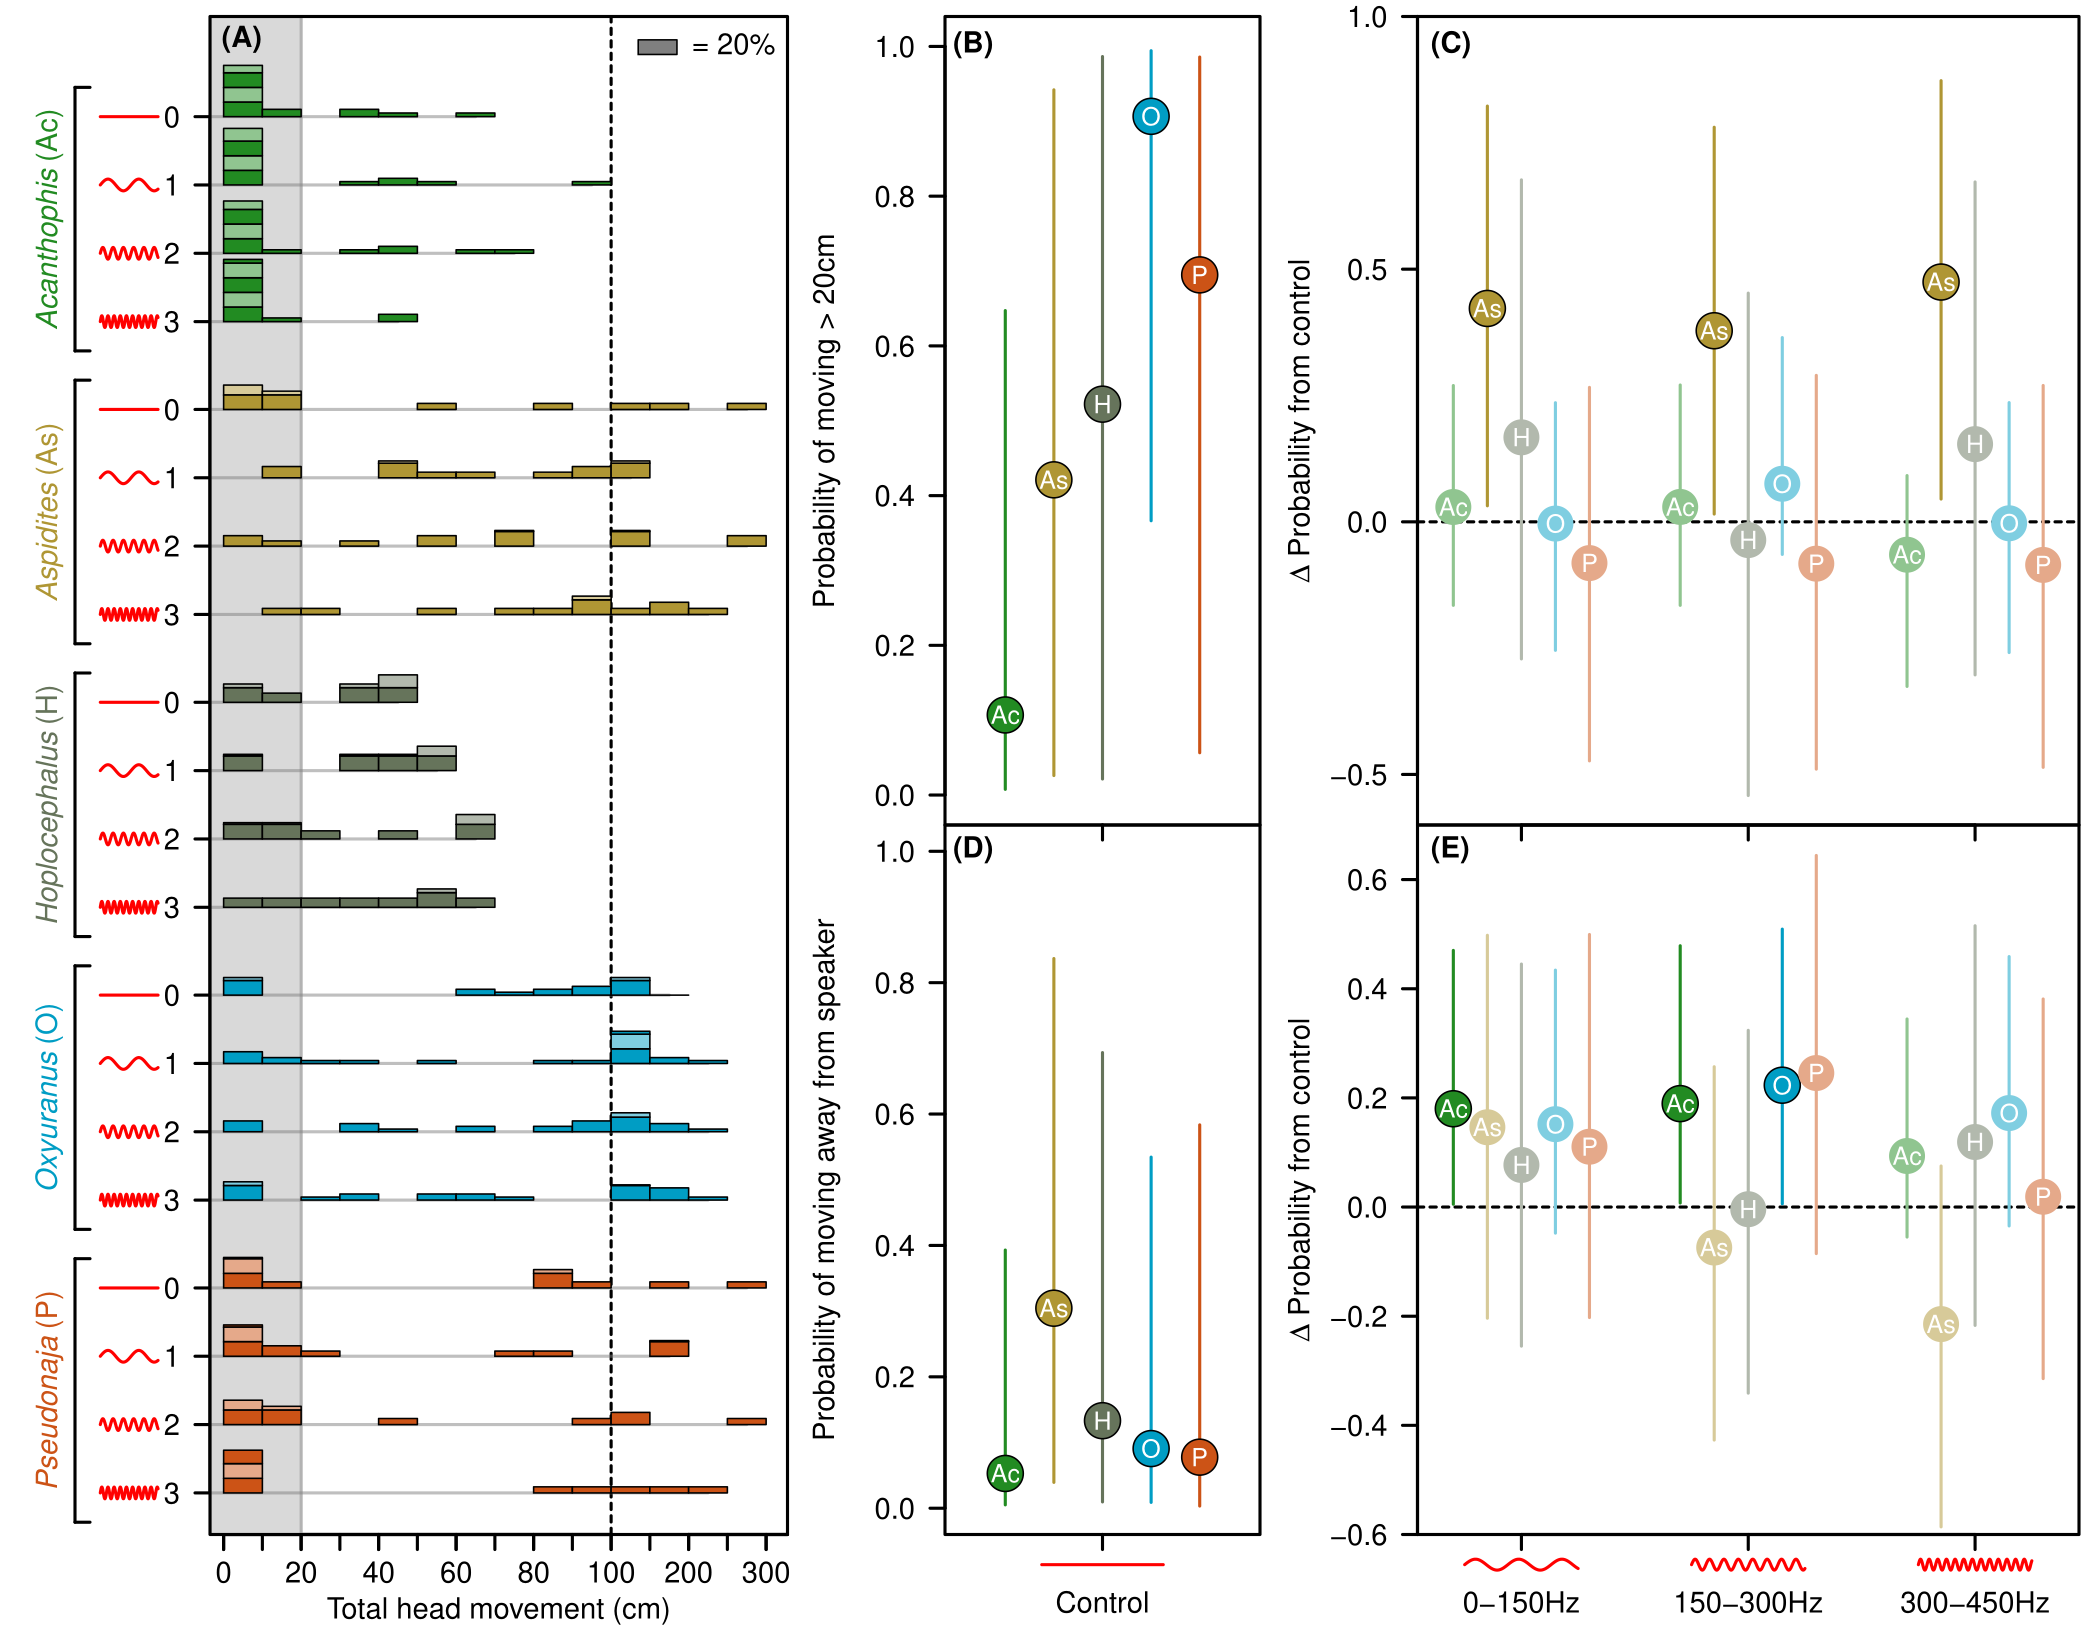 (A)
= 20%
Acanthophis (Ac)
0
1
2
3
Aspidites (As)
0
1
2
3
Hoplocephalus (H)
0
1
2
3
Oxyuranus (O)
0
1
2
3
Pseudonaja (P)
0
1
2
3
0 20 40 60 80 100 200 300
Total head movement (cm)
(B)
Probability of moving > 20cm
1.0
0.8
0.6
0.4
0.2
0.0
O
P
H
As
Ac
(C)
Δ Probability from control
1.0
0.5
0.0
−0.5
Ac As H O P
Ac As H O P
Ac As H O P
(D)
Probability of moving away from speaker
1.0
0.8
0.6
0.4
0.2
0.0
Ac As H O P
Control
(E)
Δ Probability from control
0.6
0.4
0.2
0.0
−0.2
−0.4
−0.6
Ac As H O P
Ac As H O P
Ac As H O P
0−150Hz 150−300Hz 300−450Hz